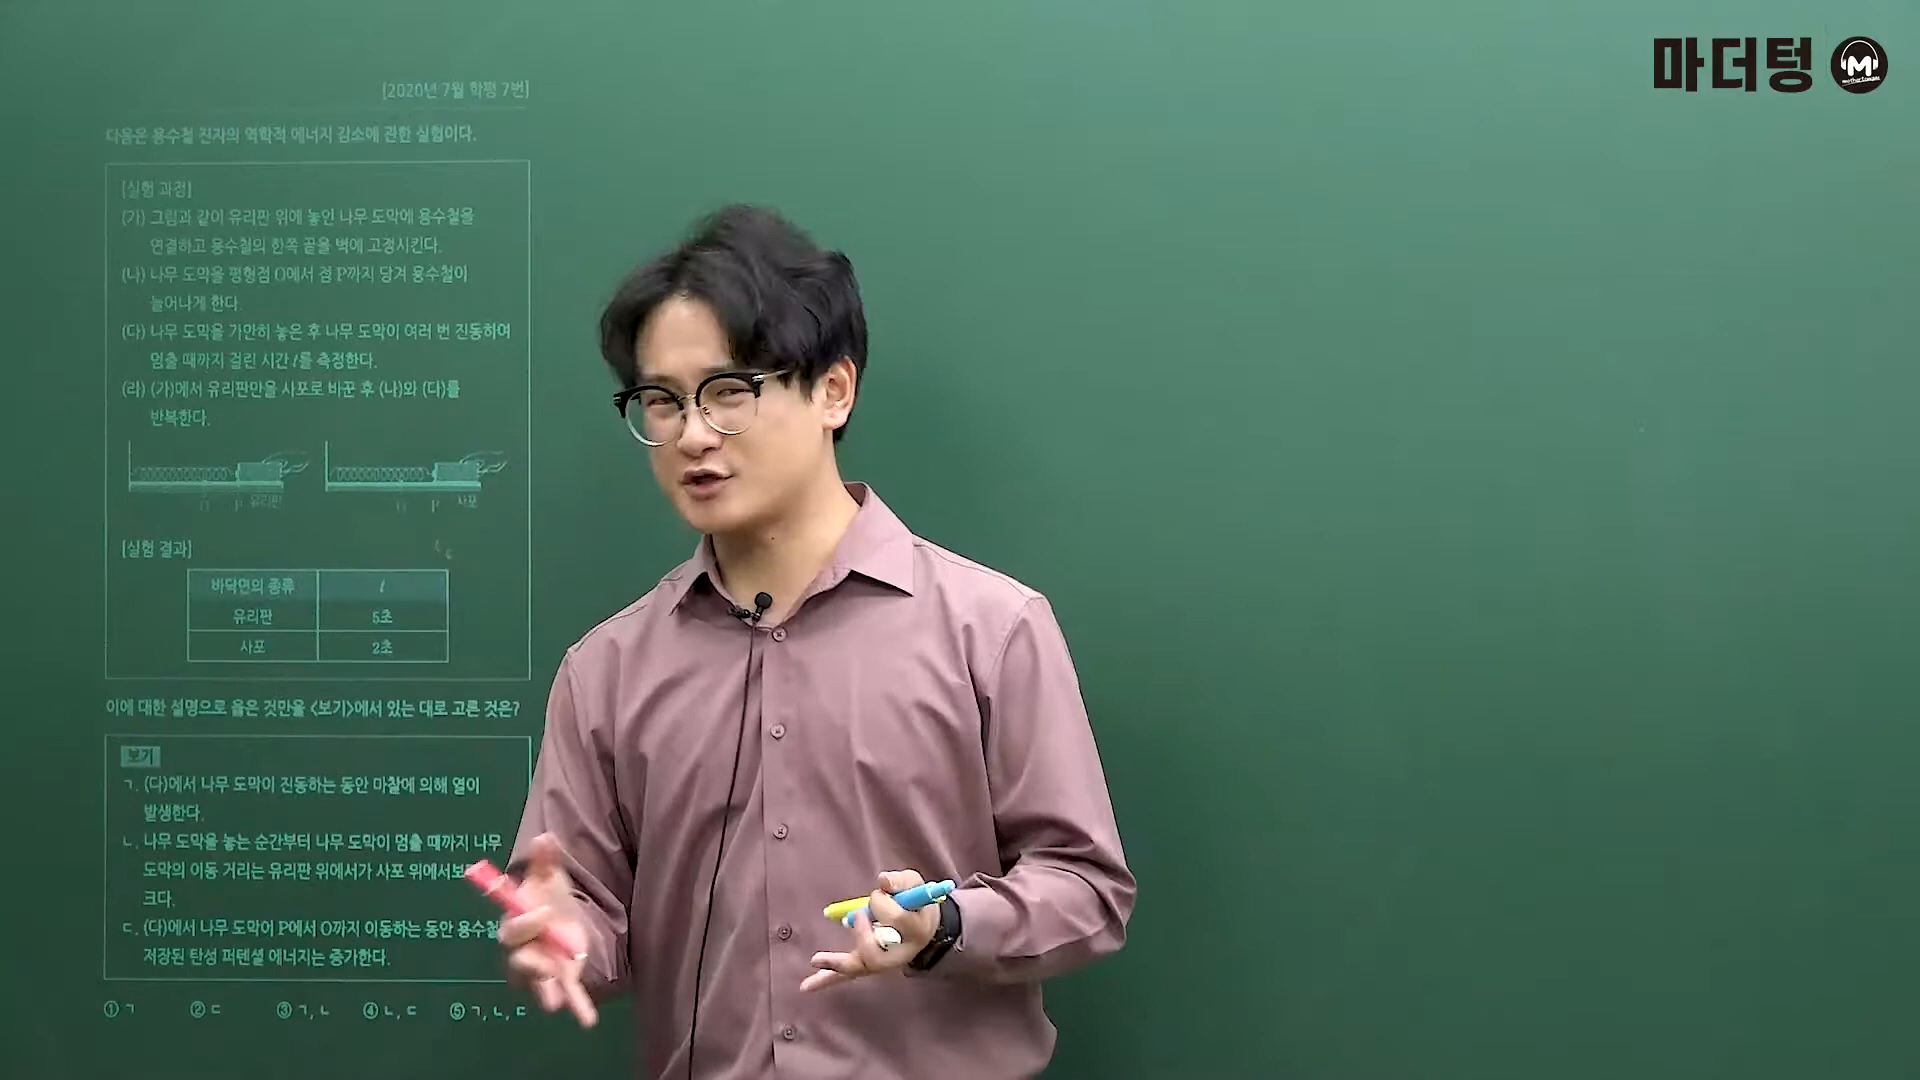 마더텅
M
[2020년 7월 학평 7번]
다음은 용수철 진자의 역학적 에너지 감소에 관한 실험이다.
[실험 과정]
(가) 그림과 같이 유리판 위에 놓인 나무 도막에 용수철을
연결하고 용수철의 한쪽 끝을 벽에 고정시킨다.
(나) 나무 도막을 평형점 O에서 점 P까지 당겨 용수철이
늘어나게 한다.
(다) 나무 도막을 가만히 놓은 후 나무 도막이 여러 번 진동하여
멈출 때까지 걸린 시간 t를 측정한다.
(라) (가)에서 유리판만을 사포로 바꾼 후 (나)와 (다)를
반복한다.
O P 유리판 O P 사포
[실험 결과]
바닥면의 종류 t
유리판 5초
사포 2초
이에 대한 설명으로 옳은 것만을 <보기>에서 있는 대로 고른 것은?
보기
ㄱ. (다)에서 나무 도막이 진동하는 동안 마찰에 의해 열이
발생한다.
ㄴ. 나무 도막을 놓는 순간부터 나무 도막이 멈출 때까지 나무
도막의 이동 거리는 유리판 위에서가 사포 위에서보
크다.
ㄷ. (다)에서 나무 도막이 P에서 O까지 이동하는 동안 용수철
저장된 탄성 퍼텐셜 에너지는 증가한다.
① ㄱ ② ㄷ ③ ㄱ, ㄴ ④ ㄴ, ㄷ ⑤ ㄱ, ㄴ, ㄷ